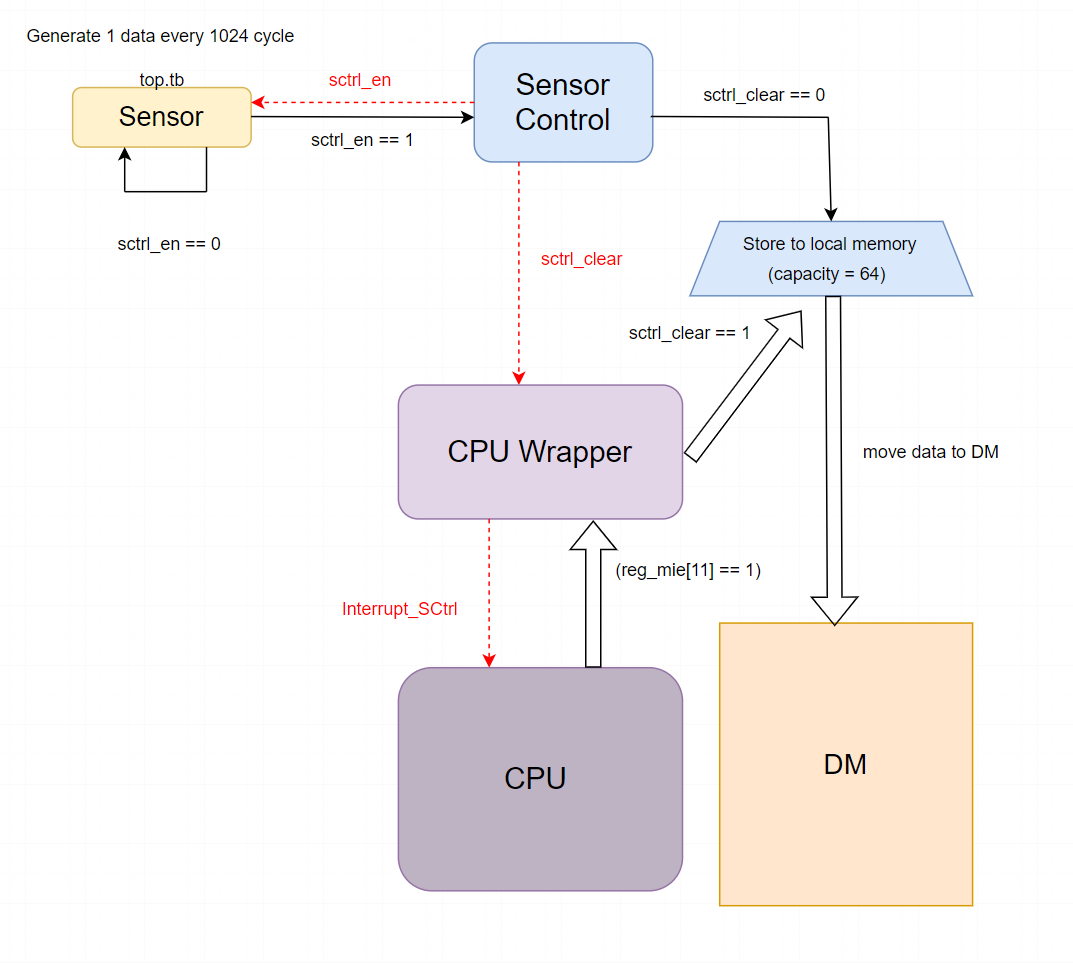 Generate 1 data every 1024 cycle
top.tb
Sensor
sctrl_en
sctrl_en == 1
sctrl_en == 0
Sensor
Control
sctrl_clear == 0
Store to local memory
(capacity = 64)
sctrl_clear
sctrl_clear == 1
CPU Wrapper
move data to DM
(reg_mie[11] == 1)
Interrupt_SCtrl
CPU
DM